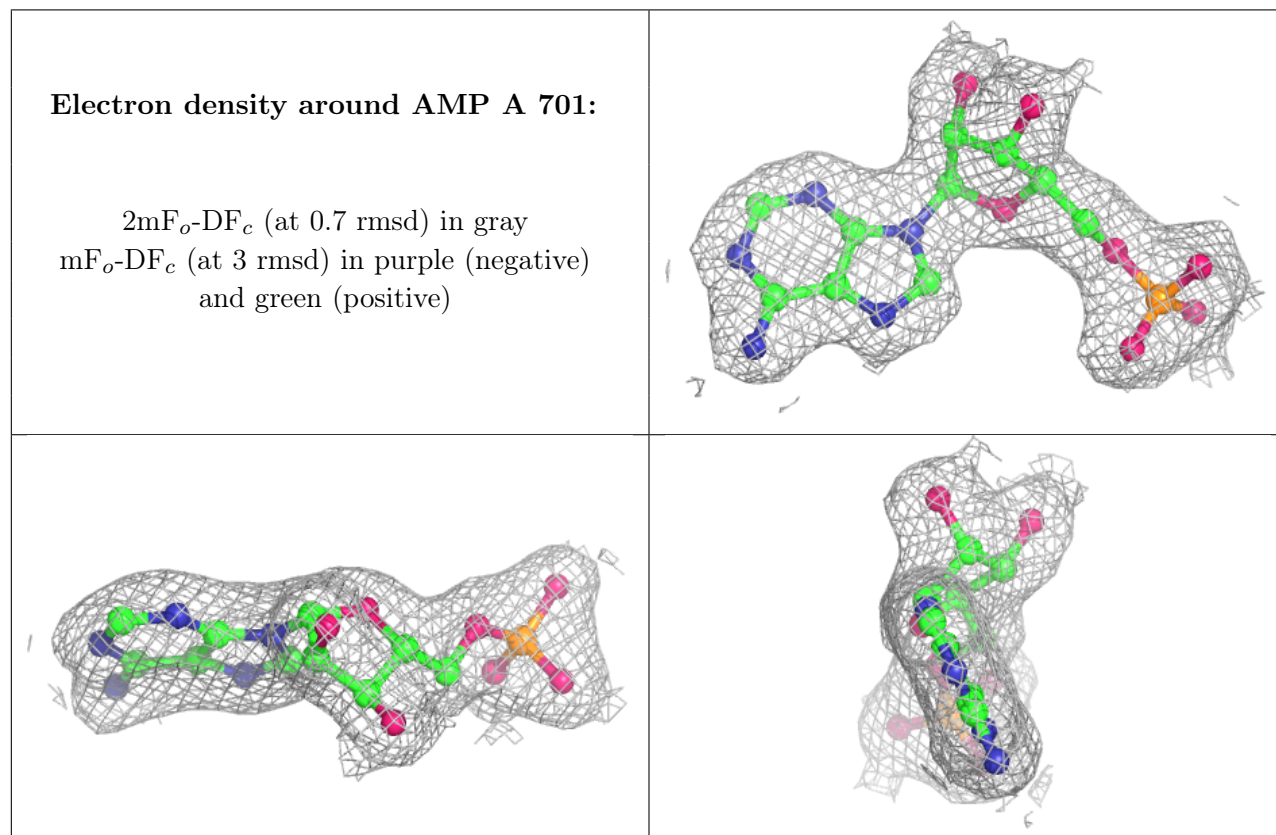 Electron density around AMP A 701:
2mFo-DFc (at 0.7 rmsd) in gray
mFo-DFc (at 3 rmsd) in purple (negative)
and green (positive)